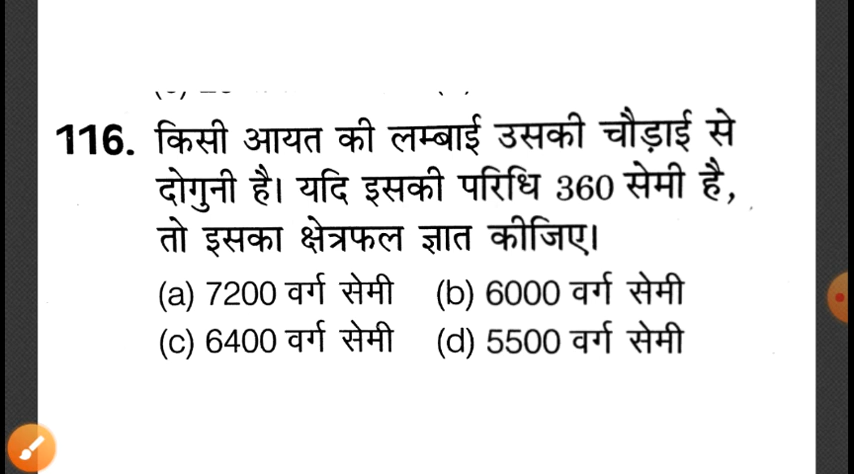 116. किसी आयत की लम्बाई उसकी चौड़ाई से
दोगुनी है। यदि इसकी परिधि 360 सेमी है,
तो इसका क्षेत्रफल ज्ञात कीजिए।
(a) 7200 वर्ग सेमी (b) 6000 वर्ग सेमी
(c) 6400 वर्ग सेमी (d) 5500 वर्ग सेमी